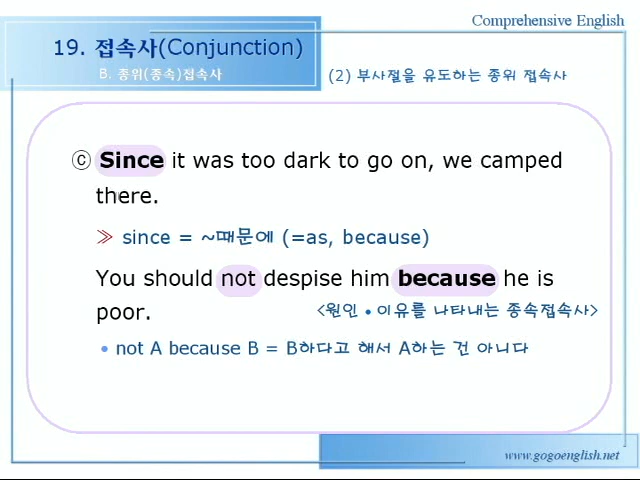 Comprehensive English
19. 접속사(Conjunction)
B. 종위(종속)접속사
(2) 부사절을 유도하는 종위 접속사
ⓒ Since it was too dark to go on, we camped
there.
≫ since = ~때문에 (=as, because)
You should not despise him because he is
poor.
<원인 • 이유를 나타내는 종속접속사>
• not A because B = B하다고 해서 A하는 건 아니다
www.gogoenglish.net